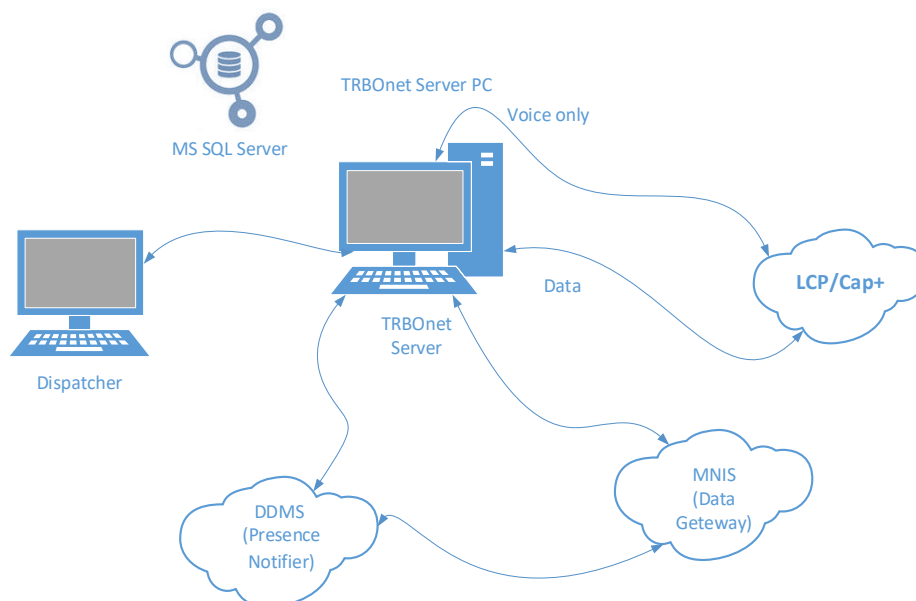 TRBOnet Server PC
Voice only
MS SQL Server
LCP/Cap+
Data
TRBOnet
Server
Dispatcher
MNIS
(Data
Geteway)
DDMS
(Presence
Notifier)